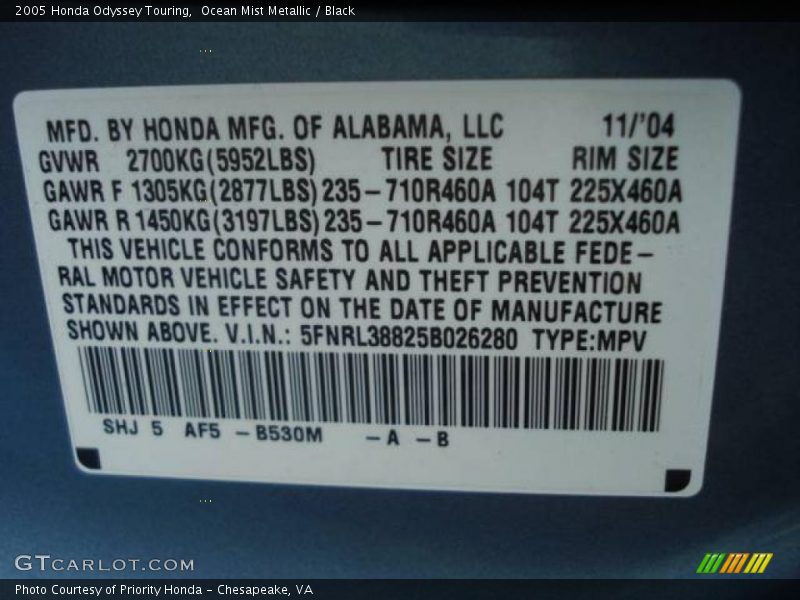 2005 Honda Odyssey Touring,  Ocean Mist Metallic / Black
MFD. BY HONDA MFG. OF ALABAMA, LLC 11/'04
GVWR 2700KG(5952LBS) TIRE SIZE RIM SIZE
GAWR F 1305KG(2877LBS) 235-710R460A 104T 225X460A
GAWR R 1450KG(3197LBS) 235-710R460A 104T 225X460A
THIS VEHICLE CONFORMS TO ALL APPLICABLE FEDE-
RAL MOTOR VEHICLE SAFETY AND THEFT PREVENTION
STANDARDS IN EFFECT ON THE DATE OF MANUFACTURE
SHOWN ABOVE. V.I.N.: 5FNRL38825B026280 TYPE:MPV
SHJ 5 AF5 -B530M -A -B
GTCARLOT.COM
Photo Courtesy of Priority Honda - Chesapeake, VA